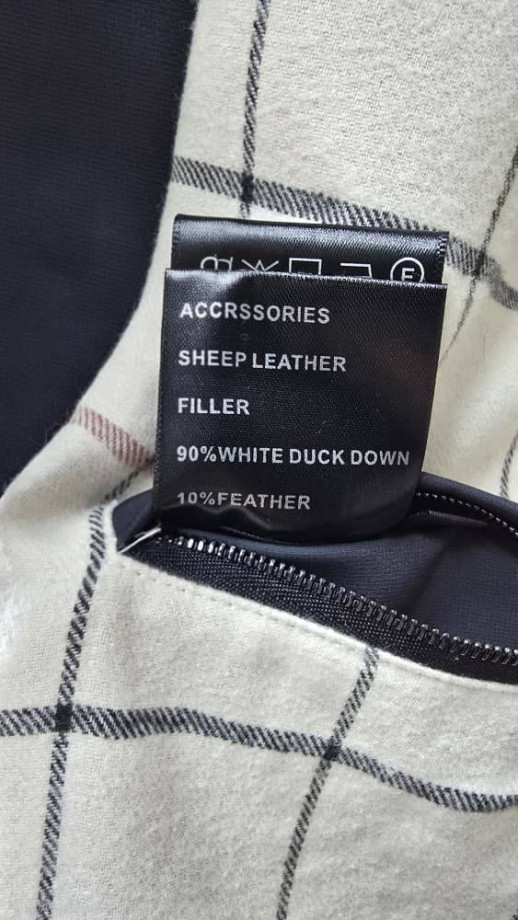 F
ACCRSSORIES
SHEEP LEATHER
FILLER
90%WHITE DUCK DOWN
10%FEATHER